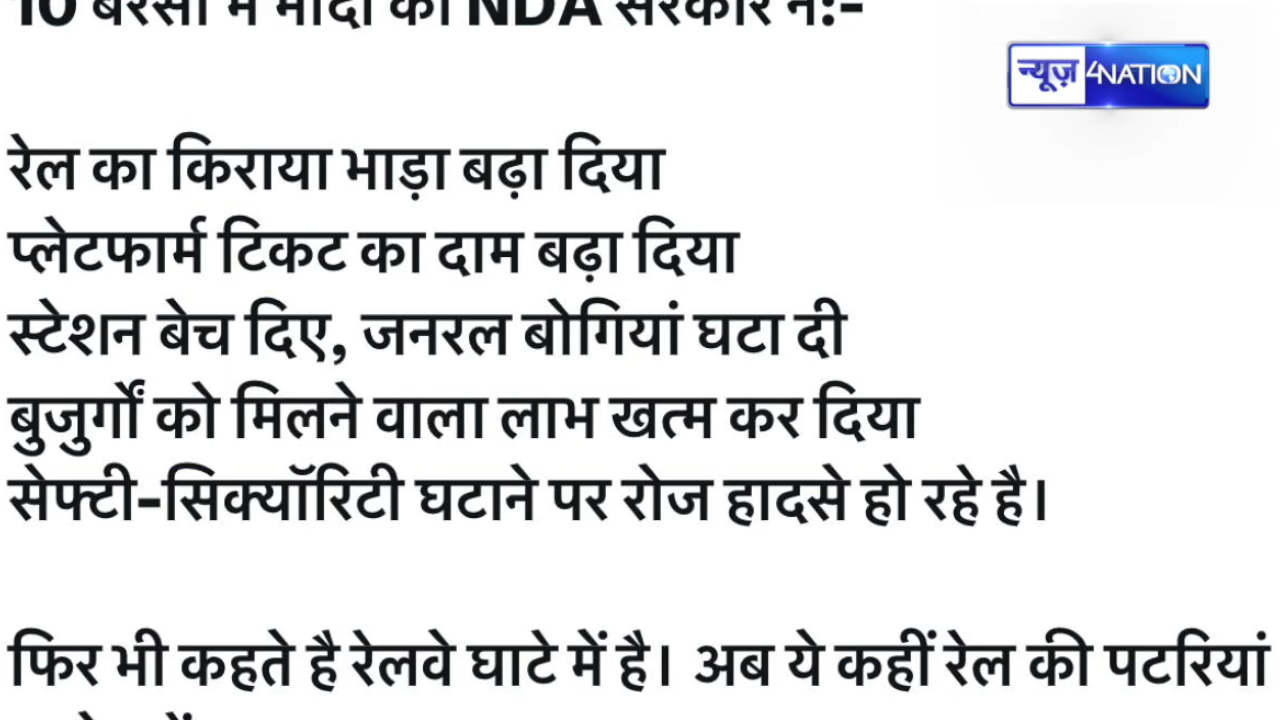 10 बरसों में मोदी की NDA सरकार ने:-
न्यूज़ 4NATION
रेल का किराया भाड़ा बढ़ा दिया
प्लेटफार्म टिकट का दाम बढ़ा दिया
स्टेशन बेच दिए, जनरल बोगियां घटा दी
बुजुर्गों को मिलने वाला लाभ खत्म कर दिया
सेफ्टी-सिक्यॉरिटी घटाने पर रोज हादसे हो रहे है।
फिर भी कहते है रेलवे घाटे में है। अब ये कहीं रेल की पटरियां